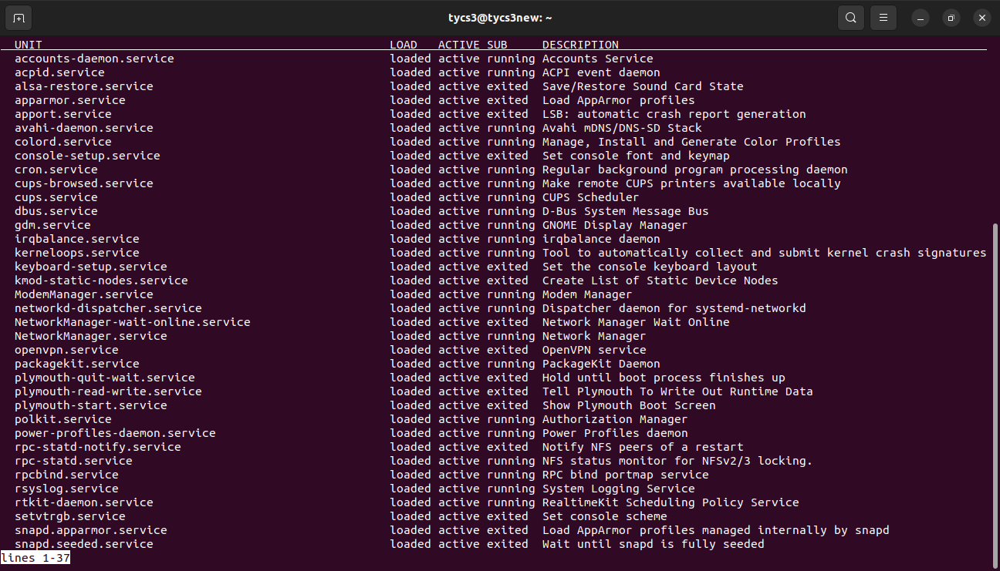 tycs3@tycs3new: ~
UNIT LOAD ACTIVE SUB DESCRIPTION
accounts-daemon.service loaded active running Accounts Service
acpid.service loaded active running ACPI event daemon
alsa-restore.service loaded active exited Save/Restore Sound Card State
apparmor.service loaded active exited Load AppArmor profiles
apport.service loaded active exited LSB: automatic crash report generation
avahi-daemon.service loaded active running Avahi mDNS/DNS-SD Stack
colord.service loaded active running Manage, Install and Generate Color Profiles
console-setup.service loaded active exited Set console font and keymap
cron.service loaded active running Regular background program processing daemon
cups-browsed.service loaded active running Make remote CUPS printers available locally
cups.service loaded active running CUPS Scheduler
dbus.service loaded active running D-Bus System Message Bus
gdm.service loaded active running GNOME Display Manager
irqbalance.service loaded active running irqbalance daemon
kerneloops.service loaded active running Tool to automatically collect and submit kernel crash signatures
keyboard-setup.service loaded active exited Set the console keyboard layout
kmod-static-nodes.service loaded active exited Create List of Static Device Nodes
ModemManager.service loaded active running Modem Manager
networkd-dispatcher.service loaded active running Dispatcher daemon for systemd-networkd
NetworkManager-wait-online.service loaded active exited Network Manager Wait Online
NetworkManager.service loaded active running Network Manager
openvpn.service loaded active exited OpenVPN service
packagekit.service loaded active running PackageKit Daemon
plymouth-quit-wait.service loaded active exited Hold until boot process finishes up
plymouth-read-write.service loaded active exited Tell Plymouth To Write Out Runtime Data
plymouth-start.service loaded active exited Show Plymouth Boot Screen
polkit.service loaded active running Authorization Manager
power-profiles-daemon.service loaded active running Power Profiles daemon
rpc-statd-notify.service loaded active exited Notify NFS peers of a restart
rpc-statd.service loaded active running NFS status monitor for NFSv2/3 locking.
rpcbind.service loaded active running RPC bind portmap service
rsyslog.service loaded active running System Logging Service
rtkit-daemon.service loaded active running RealtimeKit Scheduling Policy Service
setvtrgb.service loaded active exited Set console scheme
snapd.apparmor.service loaded active exited Load AppArmor profiles managed internally by snapd
snapd.seeded.service loaded active exited Wait until snapd is fully seeded
lines 1-37